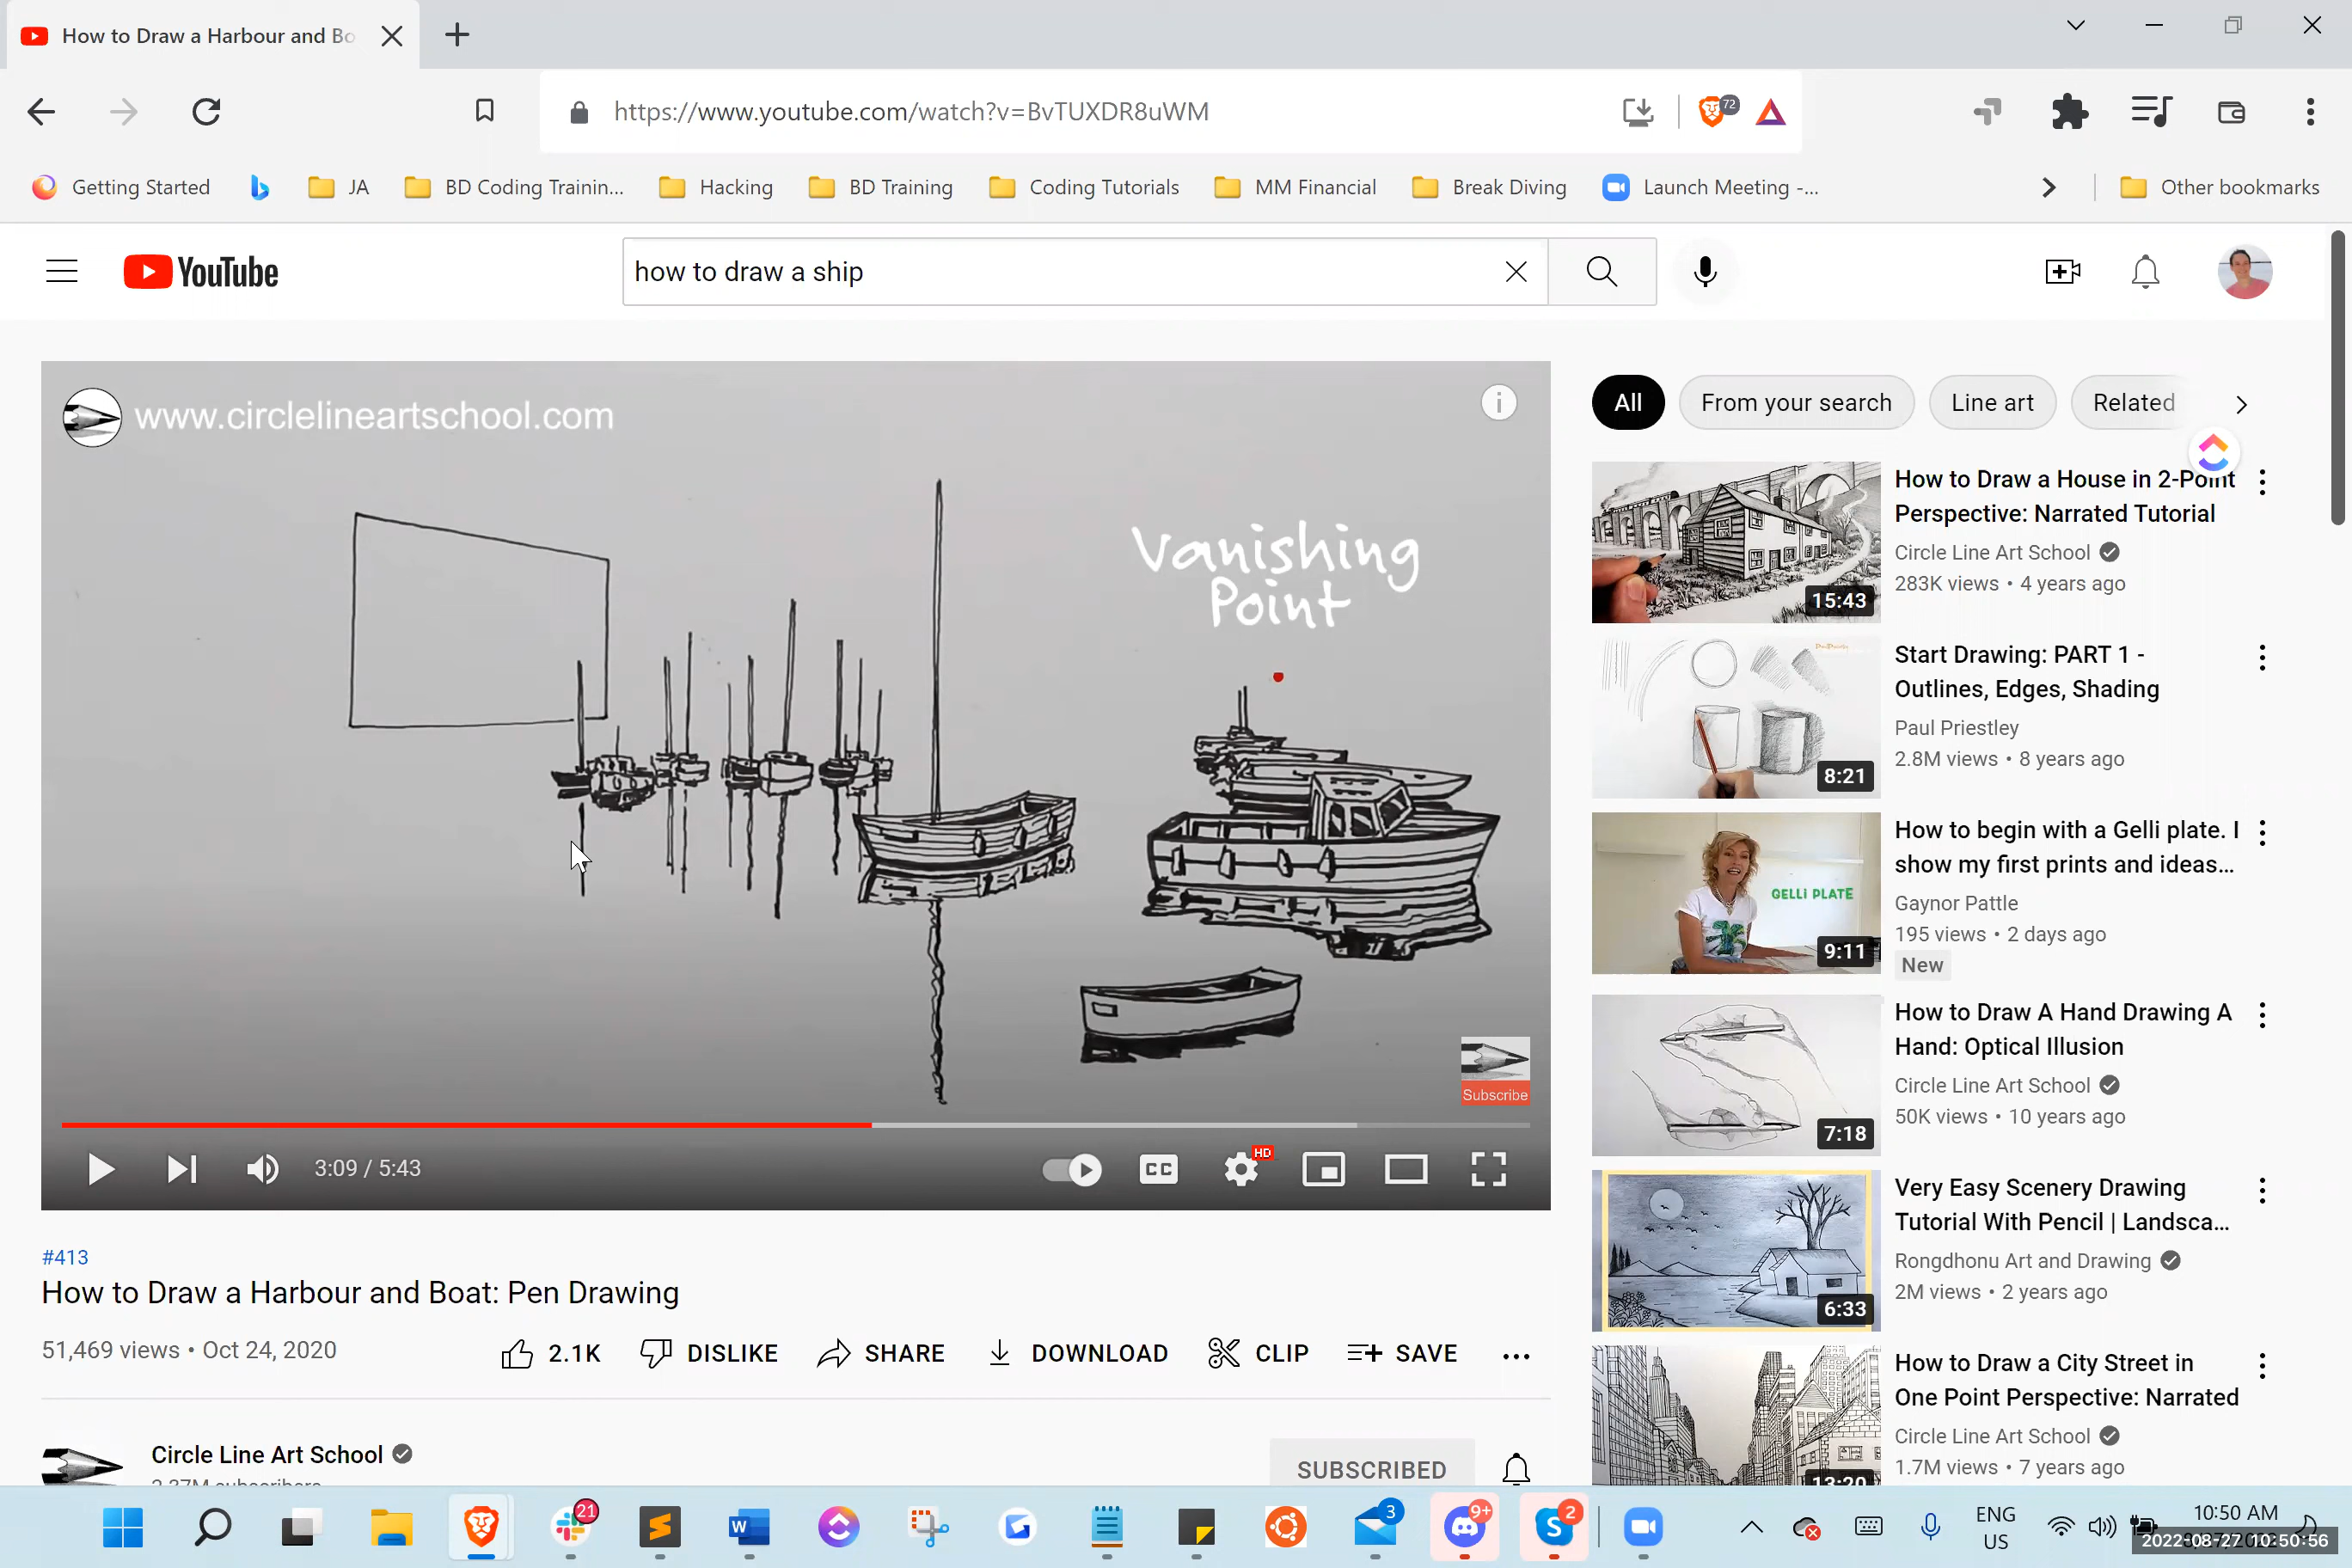 How to Draw a Harbour and Bo
https://www.youtube.com/watch?v=BvTUXDR8uWM
72
Getting Started
JA
BD Coding Trainin...
Hacking
BD Training
Coding Tutorials
MM Financial
Break Diving
Launch Meeting -...
Other bookmarks
YouTube
how to draw a ship
www.circlelineartschool.com
Vanishing
Point
Subscribe
3:09 / 5:43
CC
HD
#413
How to Draw a Harbour and Boat: Pen Drawing
51,469 views • Oct 24, 2020
2.1K
DISLIKE
SHARE
DOWNLOAD
CLIP
SAVE
Circle Line Art School
SUBSCRIBED
All
From your search
Line art
Related
How to Draw a House in 2-Point
Perspective: Narrated Tutorial
Circle Line Art School
283K views • 4 years ago
15:43
Start Drawing: PART 1 -
Outlines, Edges, Shading
Paul Priestley
2.8M views • 8 years ago
8:21
How to begin with a Gelli plate. I
show my first prints and ideas...
Gaynor Pattle
195 views • 2 days ago
New
GELLI PLATE
9:11
How to Draw A Hand Drawing A
Hand: Optical Illusion
Circle Line Art School
50K views • 10 years ago
7:18
Very Easy Scenery Drawing
Tutorial With Pencil | Landsca...
Rongdhonu Art and Drawing
2M views • 2 years ago
6:33
How to Draw a City Street in
One Point Perspective: Narrated
Circle Line Art School
1.7M views • 7 years ago
13:20
21
3
9+
2
ENG
US
10:50 AM
2022-08-27 10:50:56